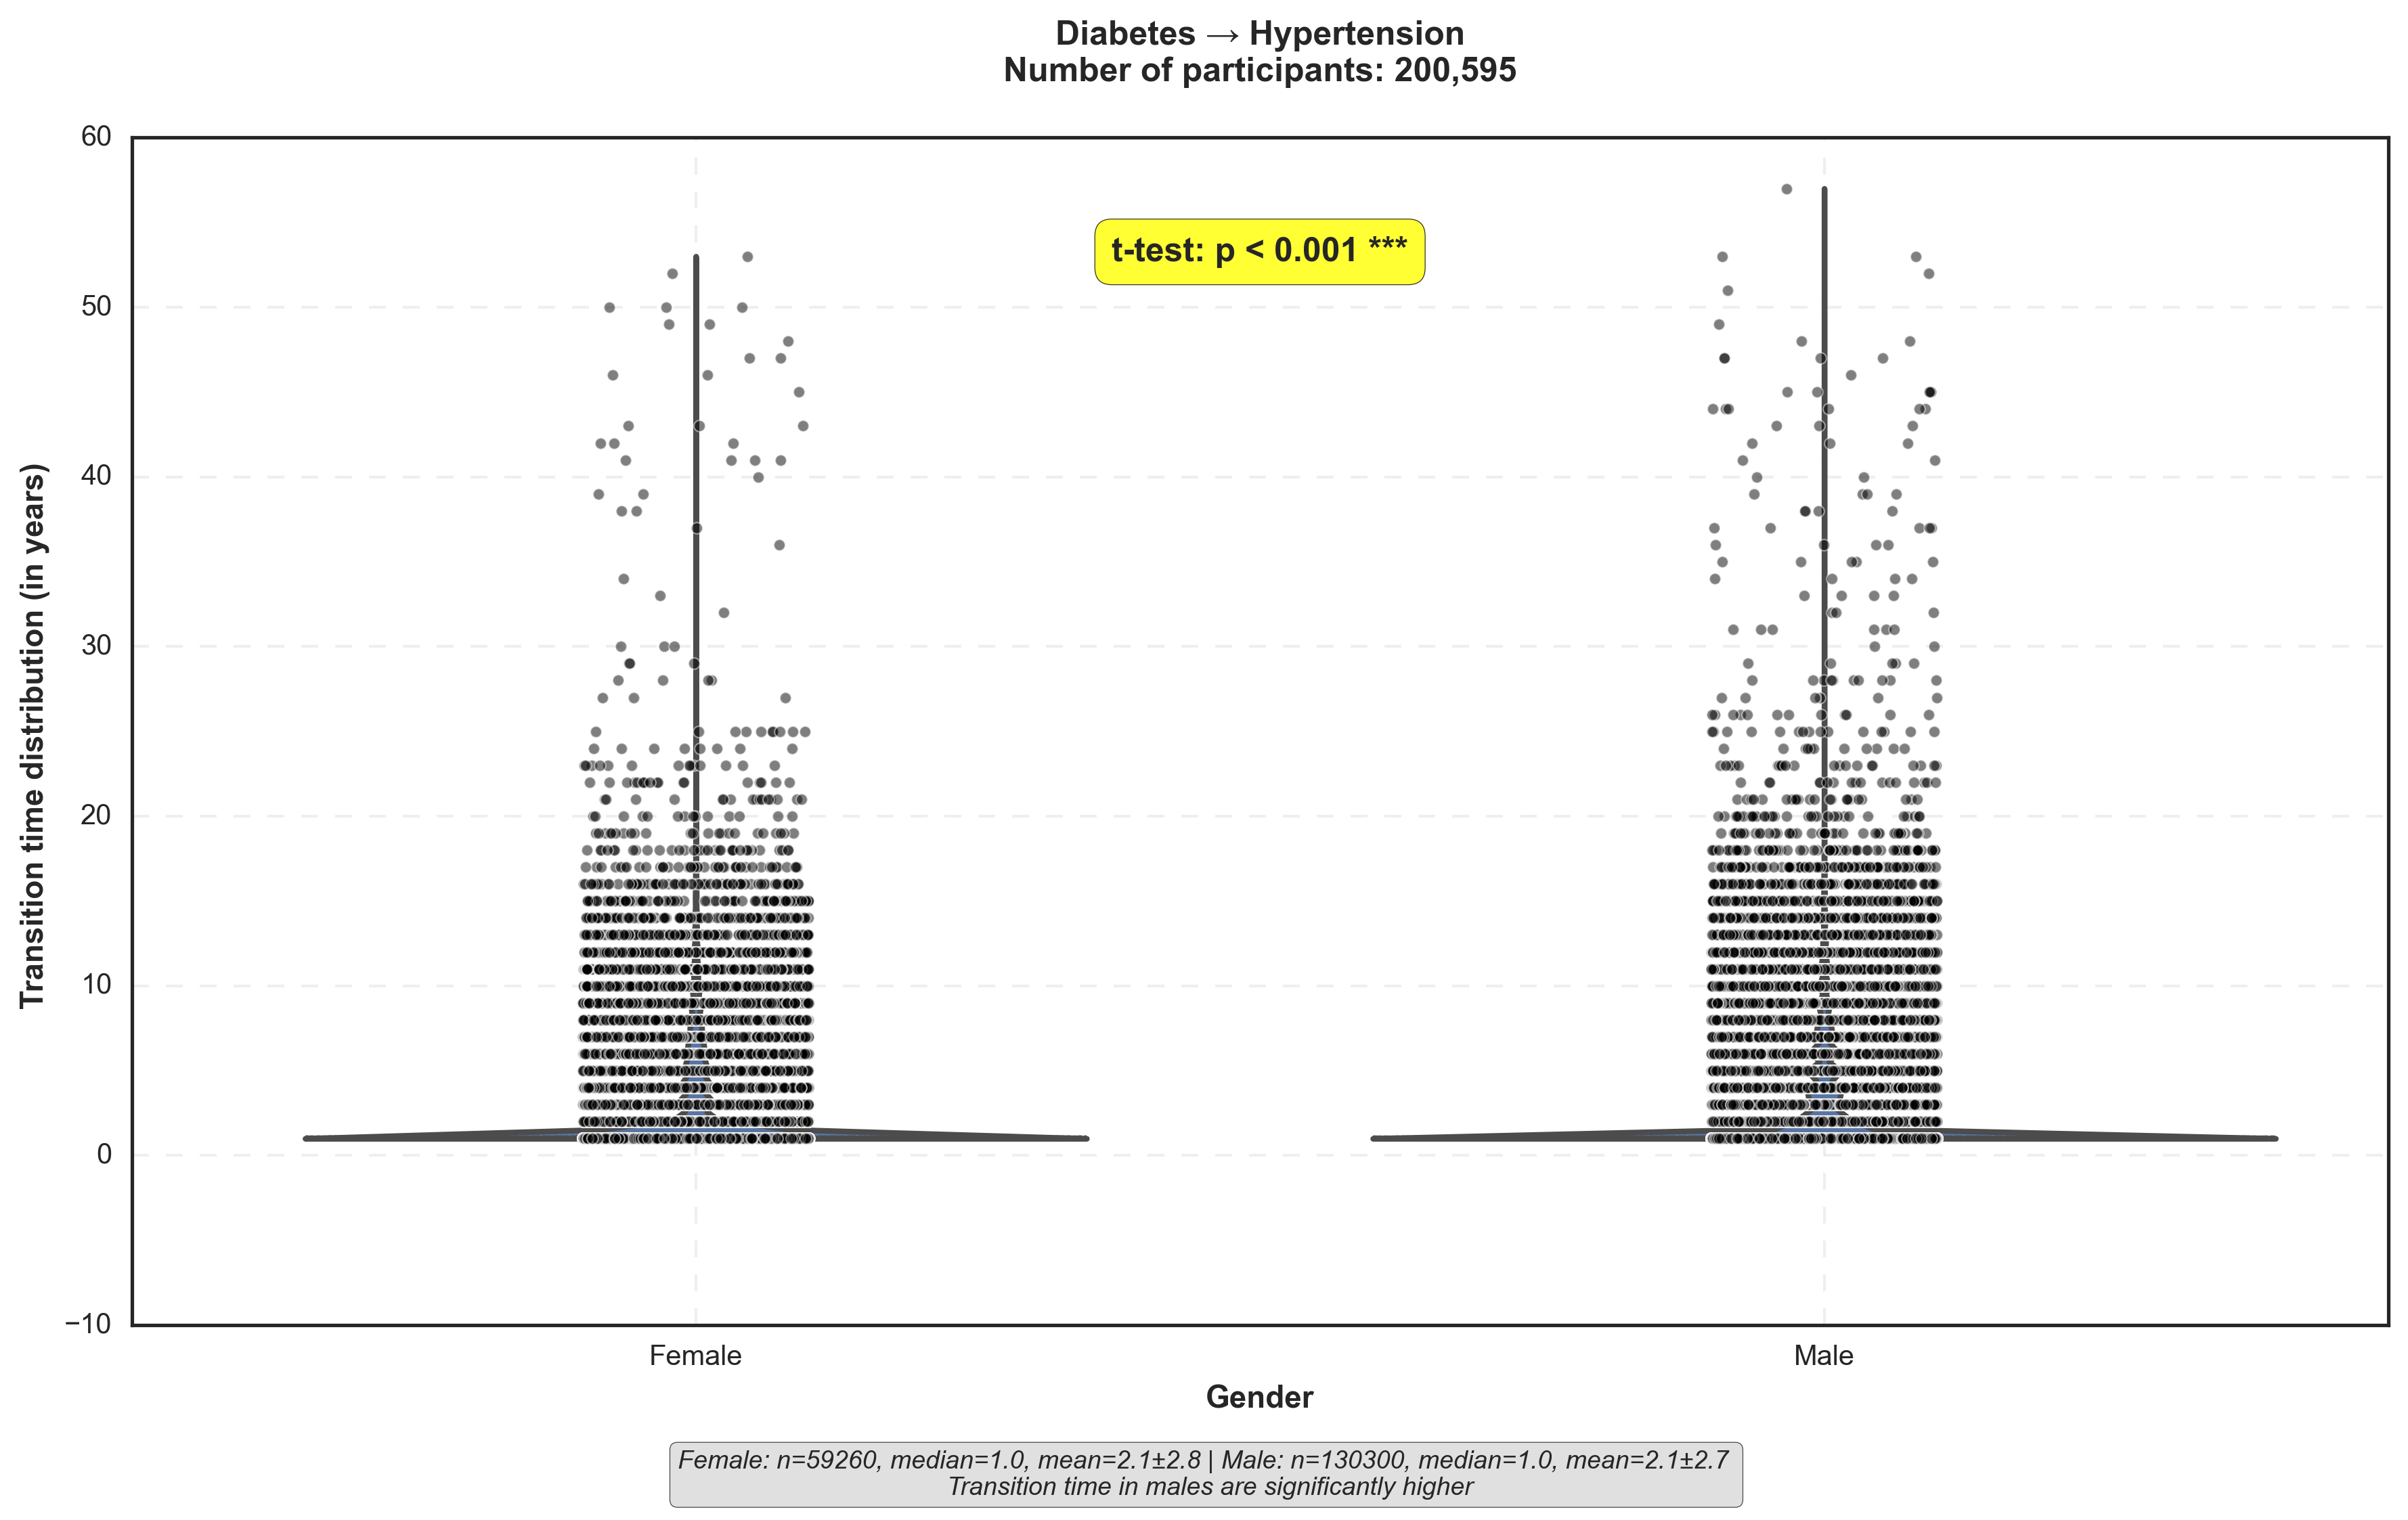 Diabetes → Hypertension
Number of participants: 200,595
60
50
40
30
20
10
0
−10
Transition time distribution (in years)
t-test: p < 0.001 ***
Female
Male
Gender
Female: n=59260, median=1.0, mean=2.1±2.8 | Male: n=130300, median=1.0, mean=2.1±2.7
Transition time in males are significantly higher